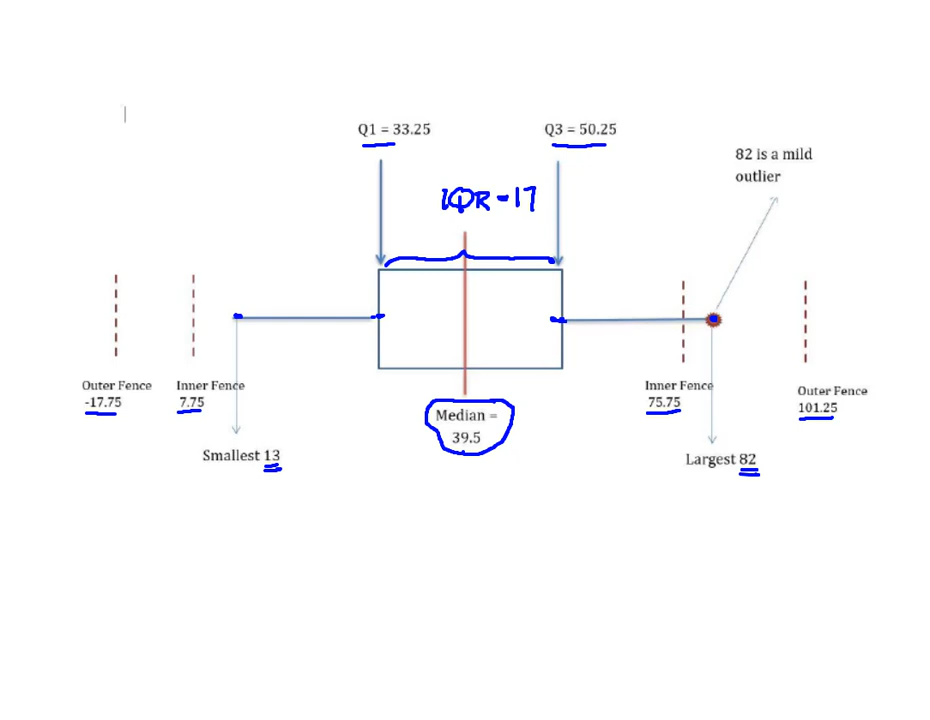 Q1 = 33.25
Q3 = 50.25
82 is a mild
outlier
IQR = 17
Outer Fence
-17.75
Inner Fence
7.75
Inner Fence
75.75
Outer Fence
101.25
Median =
39.5
Smallest 13
Largest 82